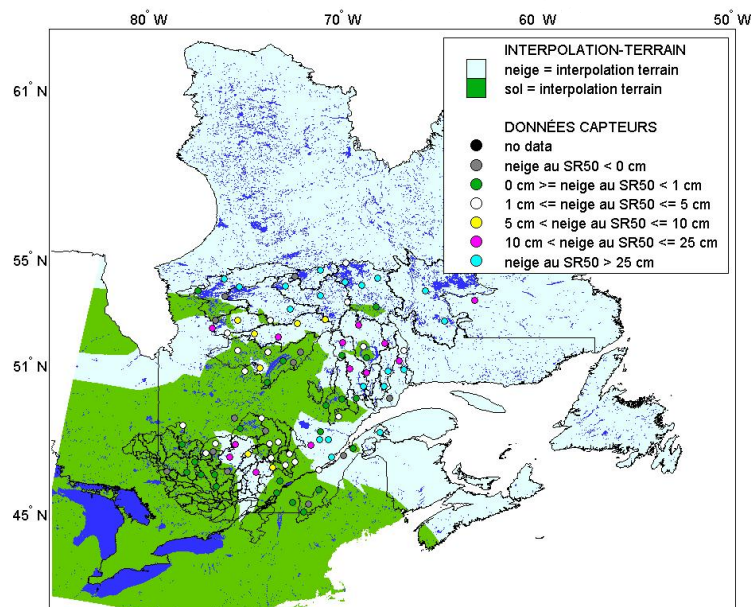 80° W 70° W 60° W 50° W
61° N
55° N
51° N
45° N
INTERPOLATION-TERRAIN
neige = interpolation terrain
sol = interpolation terrain
DONNÉES CAPTEURS
no data
neige au SR50 < 0 cm
0 cm >= neige au SR50 < 1 cm
1 cm <= neige au SR50 <= 5 cm
5 cm < neige au SR50 <= 10 cm
10 cm < neige au SR50 <= 25 cm
neige au SR50 > 25 cm